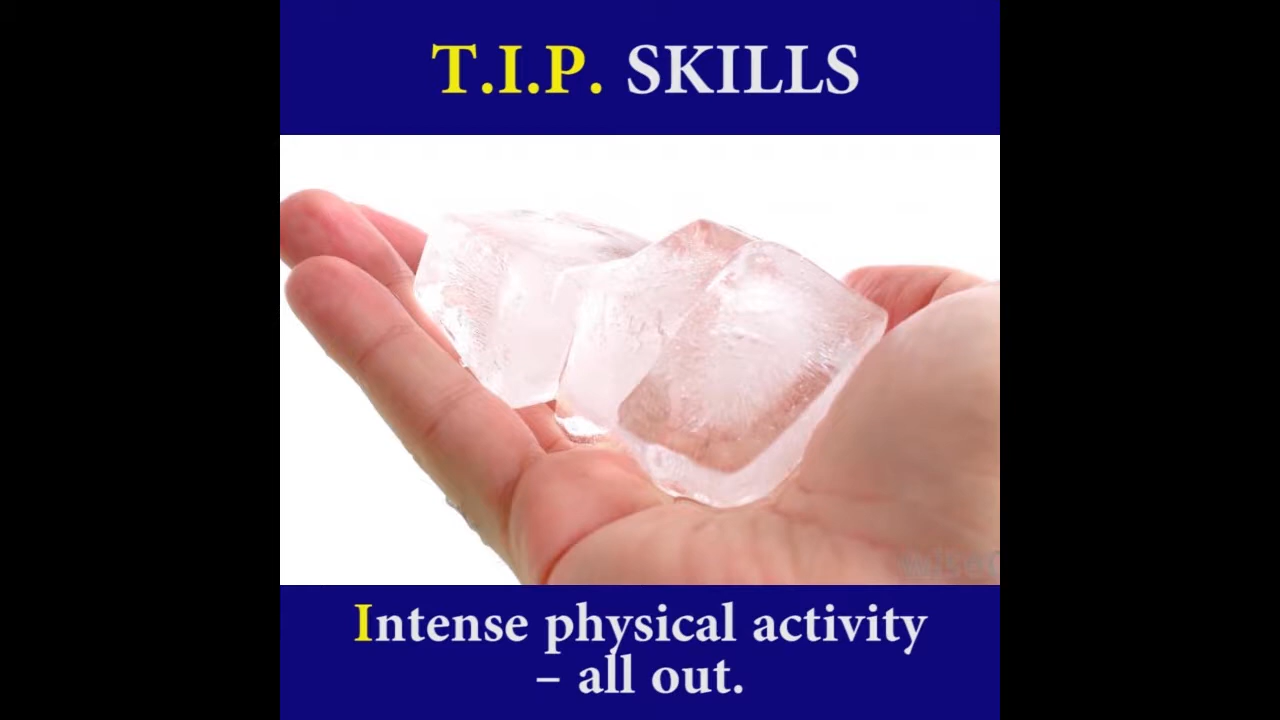 T.I.P. SKILLS
Intense physical activity
– all out.